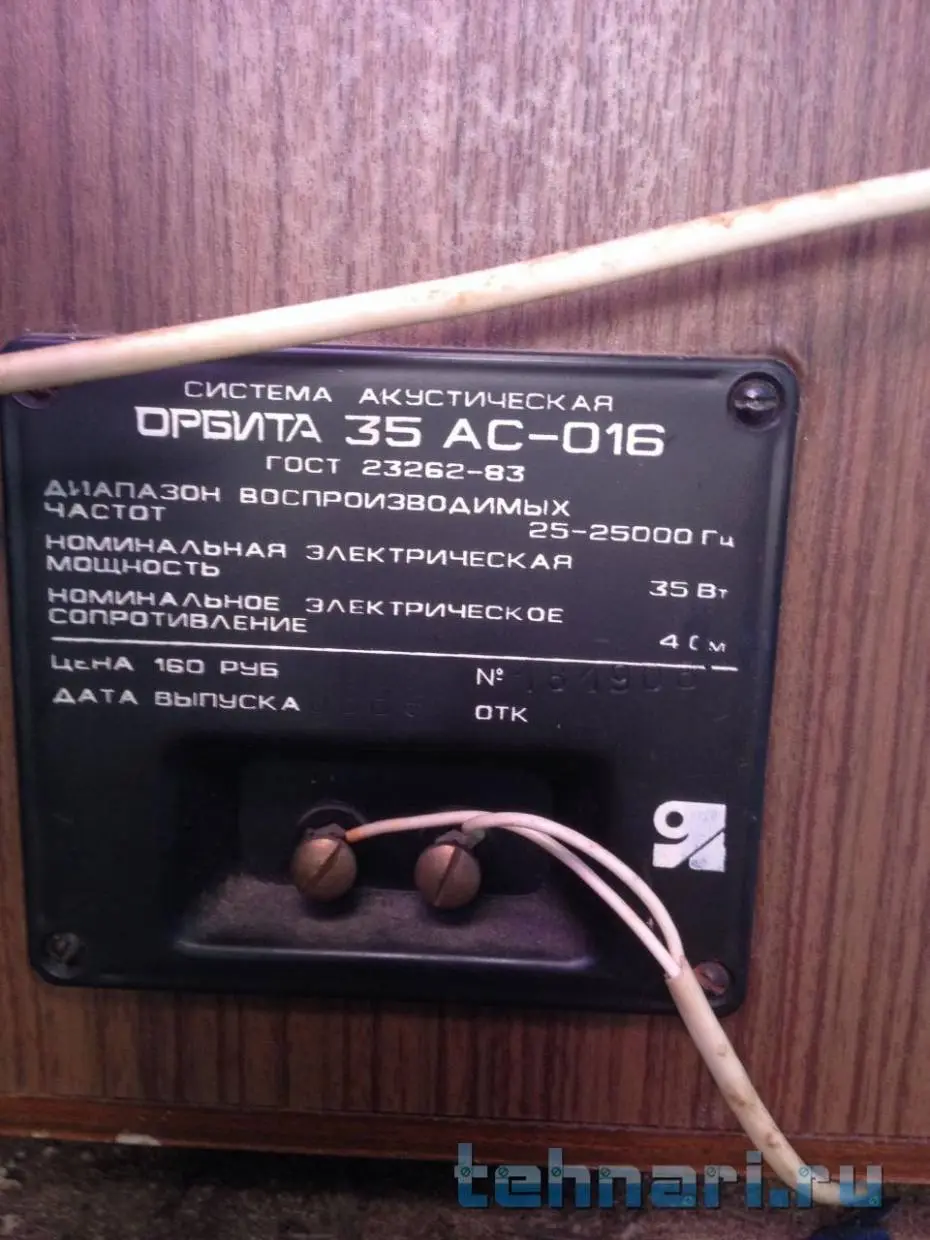 СИСТЕМА АКУСТИЧЕСКАЯ
ОРБИТА 35 АС-016
ГОСТ 23262-83
ДИАПАЗОН ВОСПРОИЗВОДИМЫХ
ЧАСТОТ
25-25000 Гц
НОМИНАЛЬНАЯ ЭЛЕКТРИЧЕСКАЯ
МОЩНОСТЬ
35 Вт
НОМИНАЛЬНОЕ ЭЛЕКТРИЧЕСКОЕ
СОПРОТИВЛЕНИЕ
4 Ом
ЦЕНА 160 РУБ
№
ДАТА ВЫПУСКА
ОТК
tehnari.ru